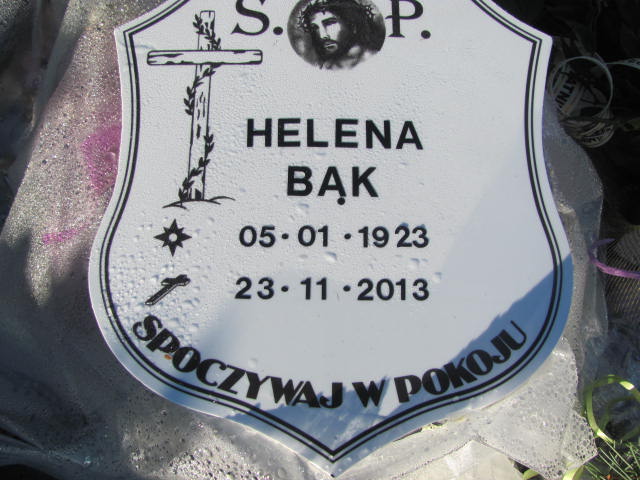 S. P.
HELENA
BĄK
05·01·1923
23·11·2013
SPOCZYWAJ W POKOJU